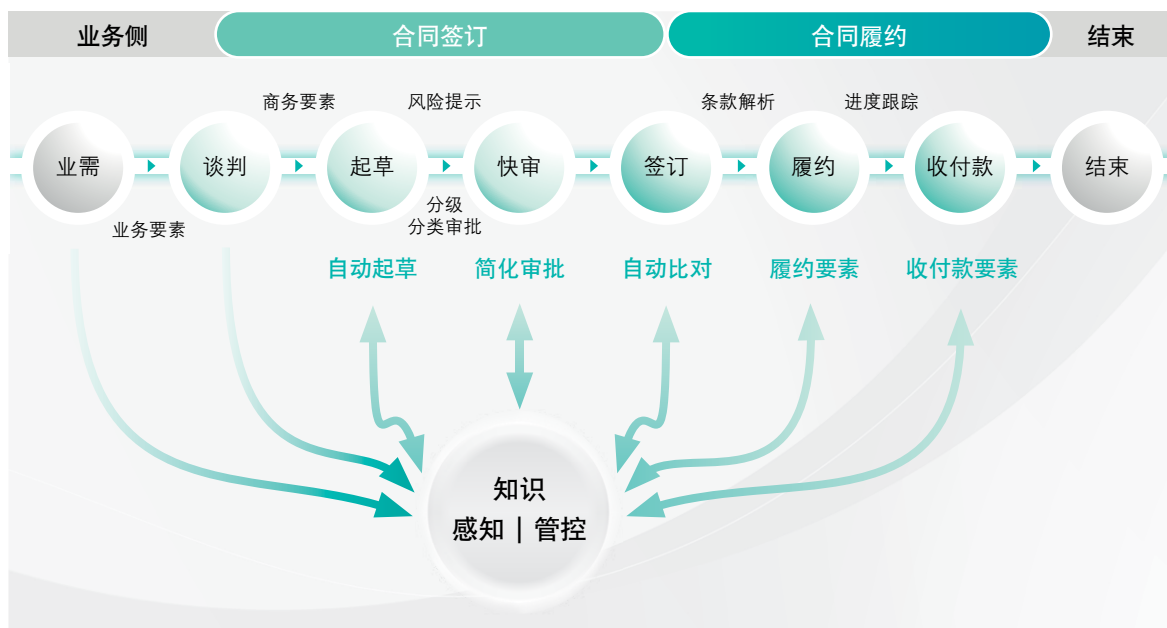 业务侧
合同签订
合同履约
结束
商务要素
风险提示
条款解析
进度跟踪
业需
谈判
起草
快审
签订
履约
收付款
结束
业务要素
分级
分类审批
自动起草
简化审批
自动比对
履约要素
收付款要素
知识
感知 | 管控